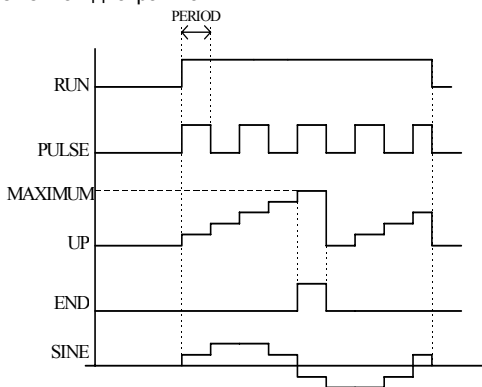 PERIOD
RUN
PULSE
MAXIMUM
UP
END
SINE